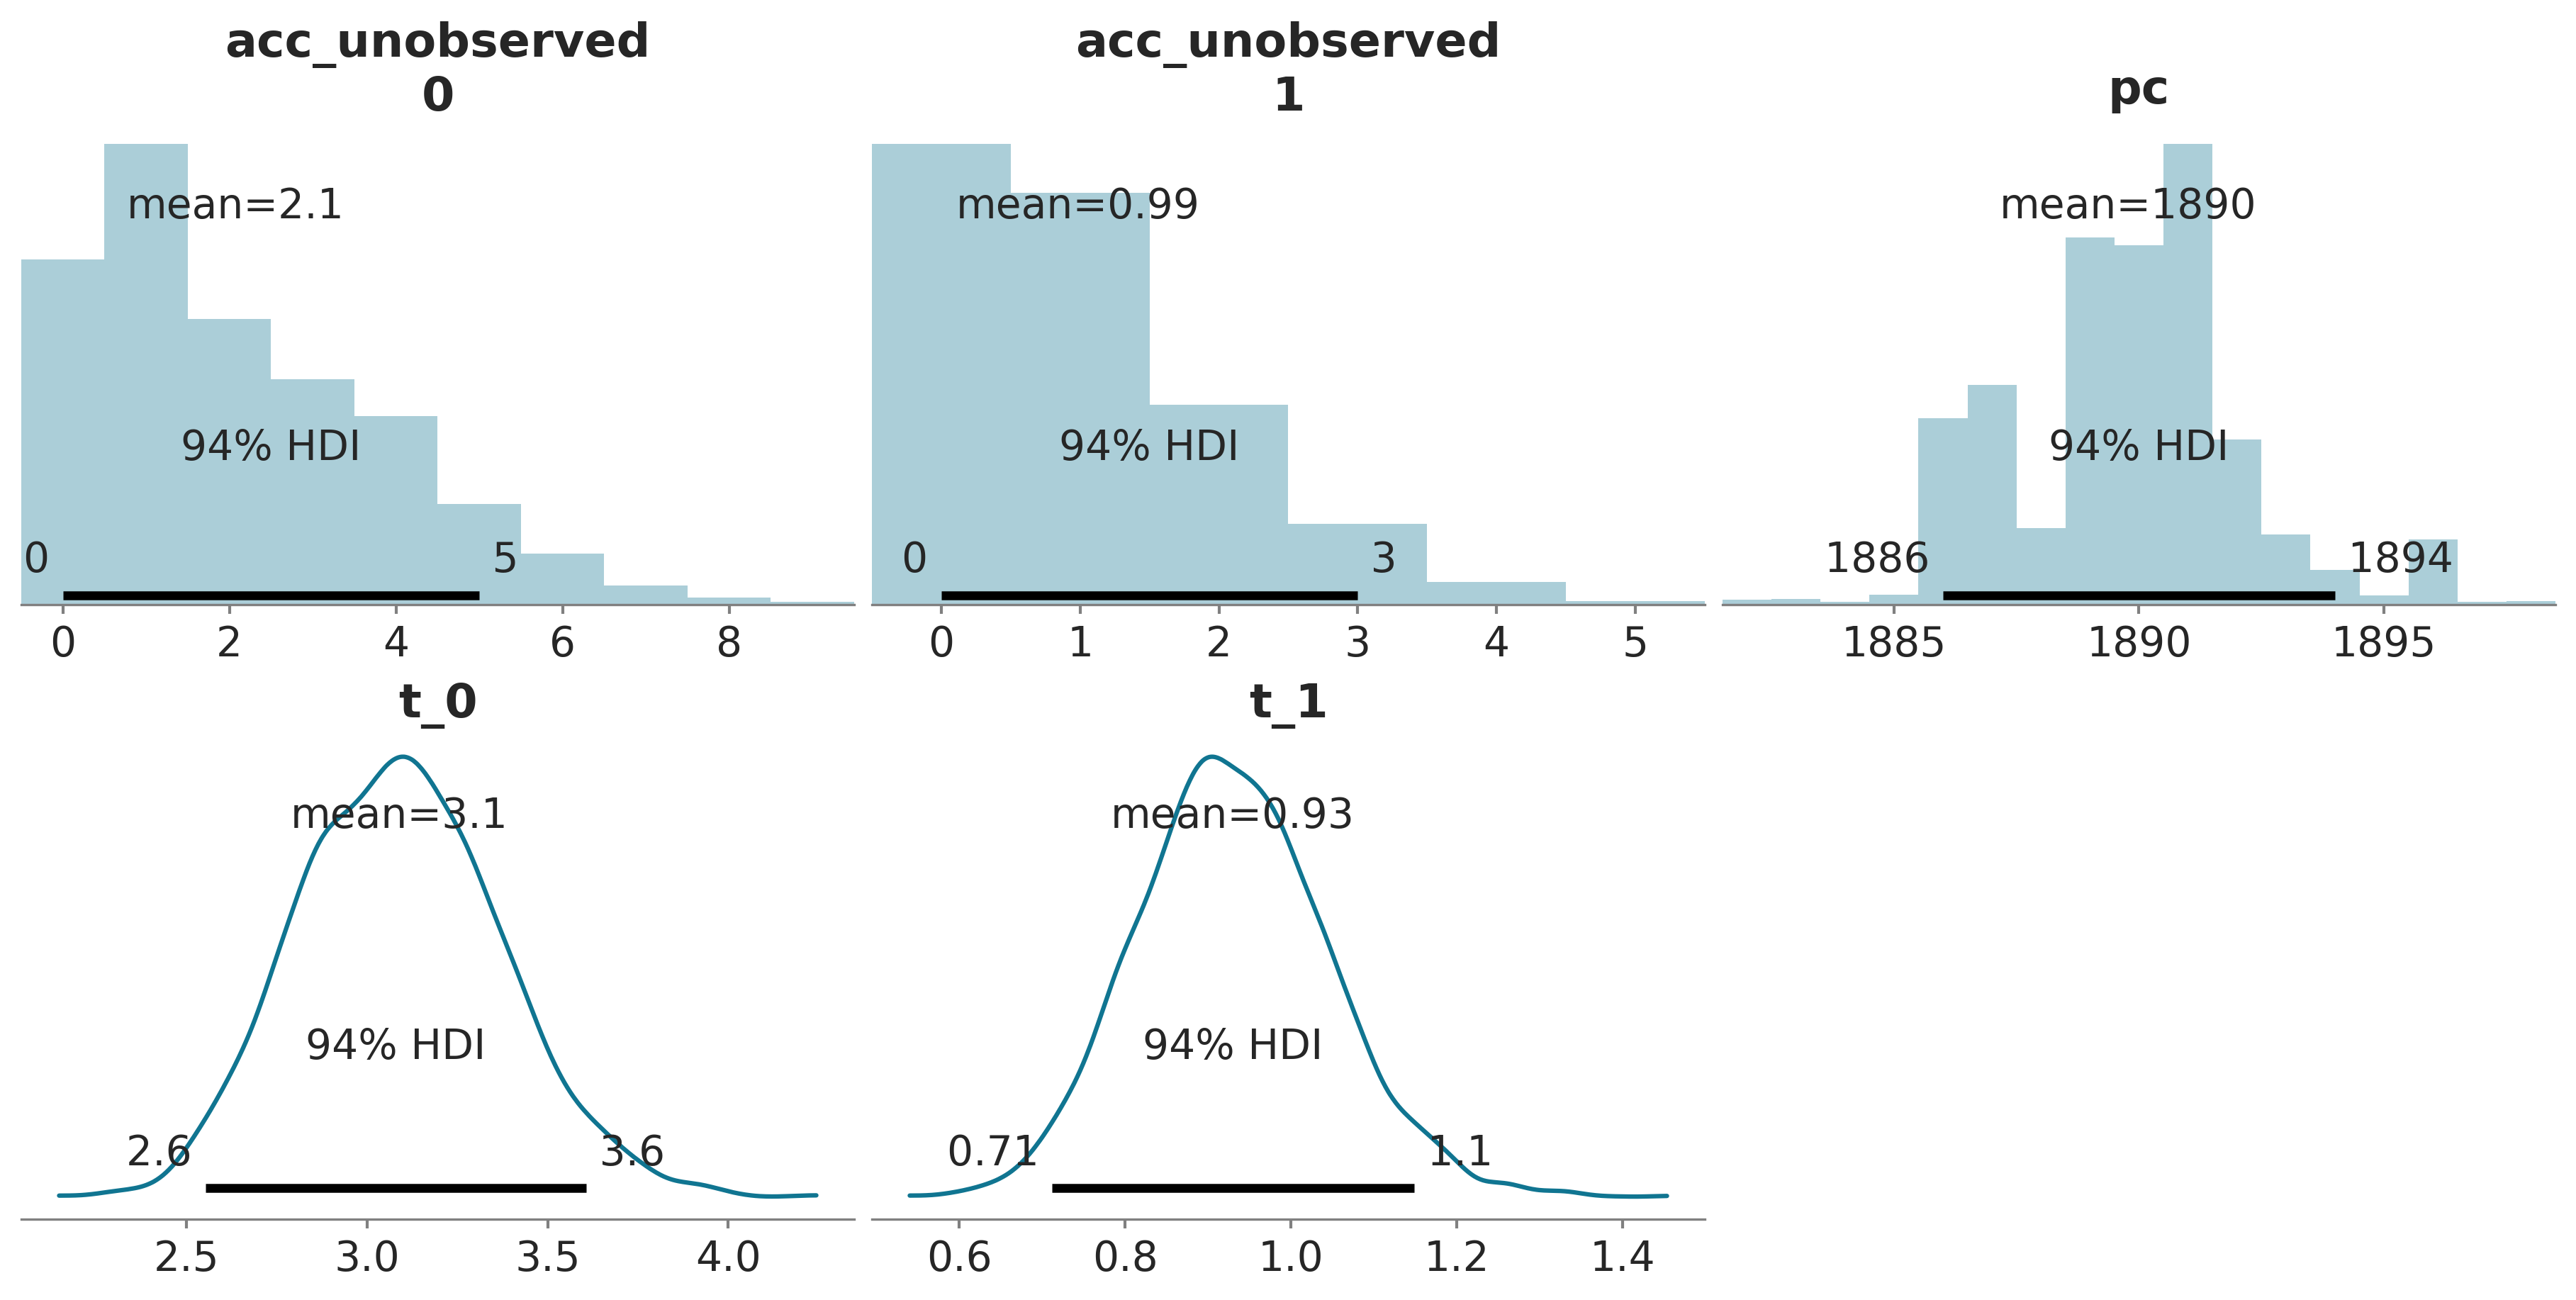 acc_unobserved
0
mean=2.1
94% HDI
0 5
0 2 4 6 8
acc_unobserved
1
mean=0.99
94% HDI
0 3
0 1 2 3 4 5
pc
mean=1890
94% HDI
1886 1894
1885 1890 1895
t_0
mean=3.1
94% HDI
2.6 3.6
2.5 3.0 3.5 4.0
t_1
mean=0.93
94% HDI
0.71 1.1
0.6 0.8 1.0 1.2 1.4